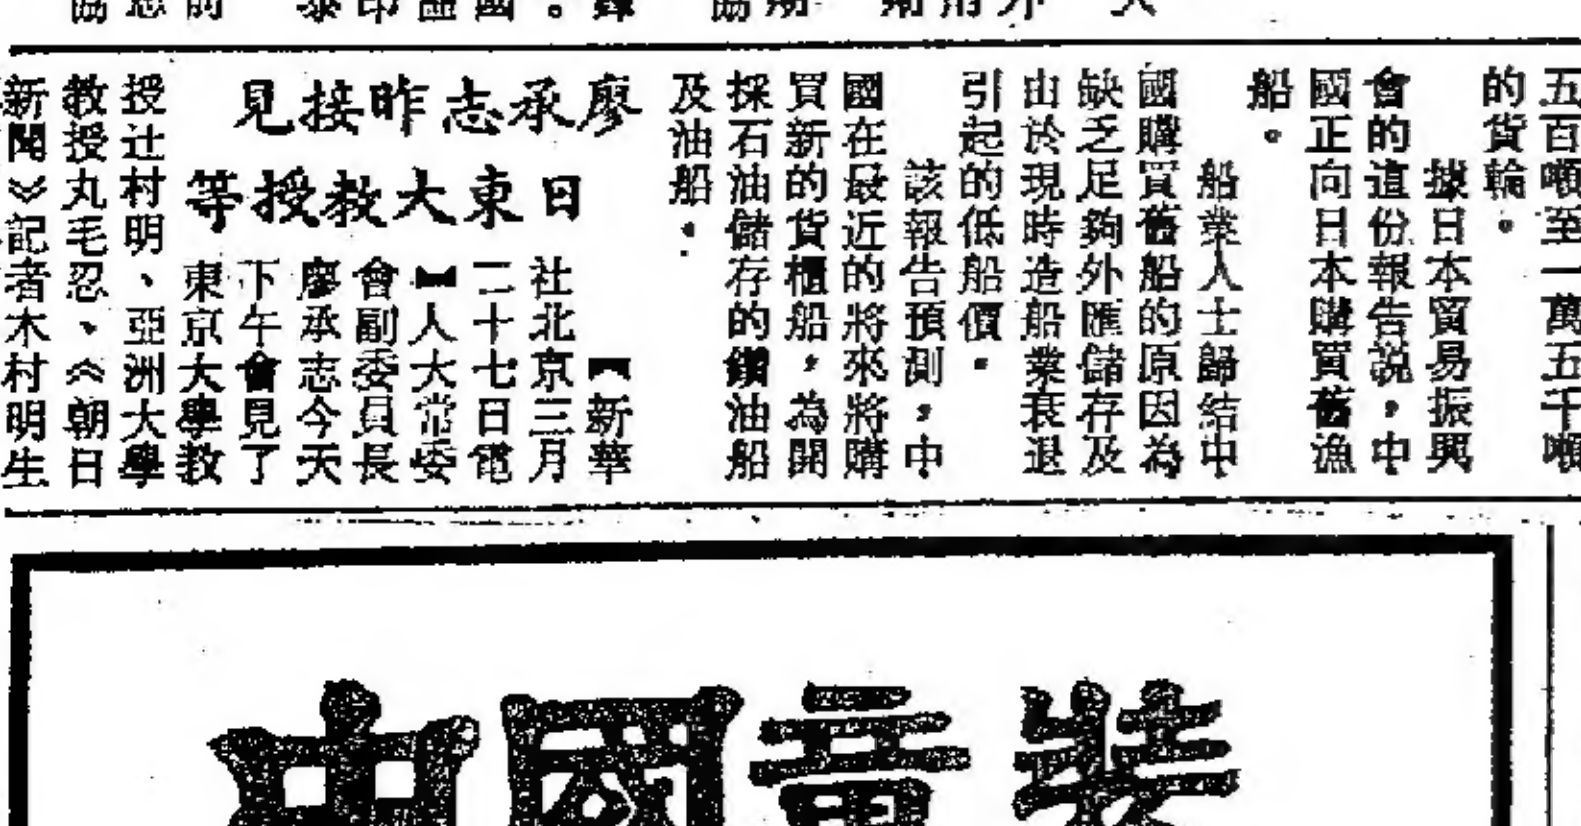 五百噸至一萬五千噸
的貨輪。
據日本貿易振興
會的這份報告説，中
國正向日本購買舊漁
船。
船業人士歸結中
國購買舊船的原因為
缺乏足夠外匯儲存及
由於現時造船業衰退
引起的低船價。
該報告預測，中
國在最近的將來將購
買新的貨櫃船，為開
採石油儲存的鑽油船
及油船。
廖承志昨接見
日東大教授等
【新華
社北京三月
二十七日電
】人大常委
會副委員長
廖承志今天
下午會見了
東京大學教
授辻村明、亞洲大學
教授丸毛忍、《朝日
新聞》記者木村明生
中國童裝